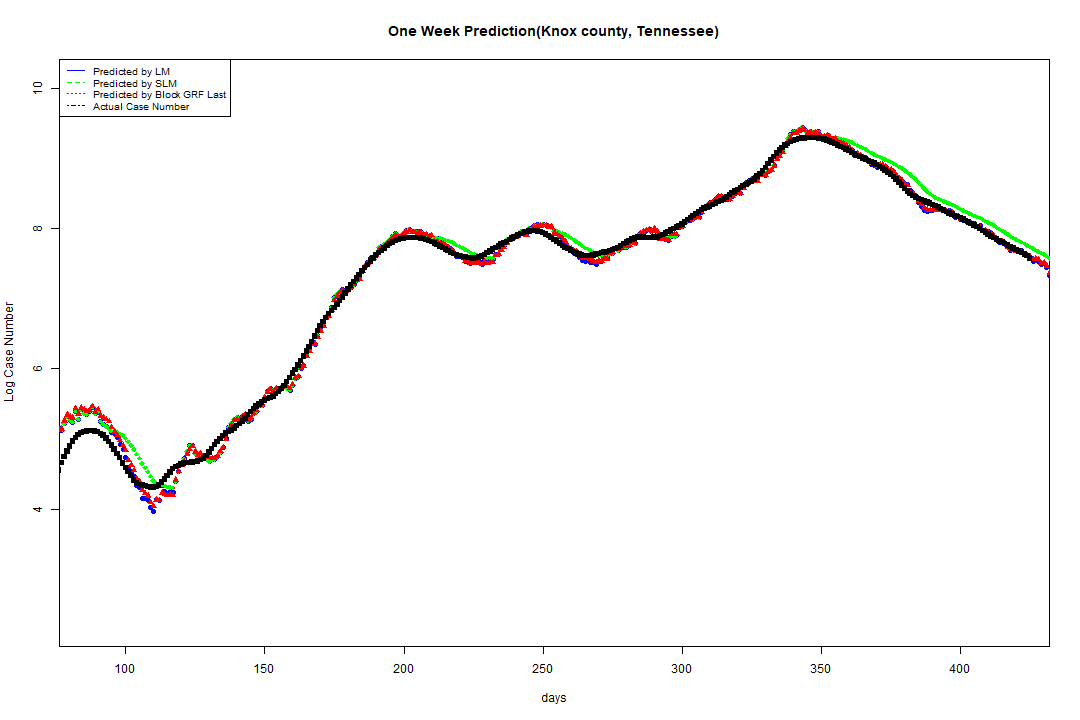 One Week Prediction(Knox county, Tennessee)
Predicted by LM
Predicted by SLM
Predicted by Block GRF Last
Actual Case Number
10
8
6
4
Log Case Number
100 150 200 250 300 350 400
days